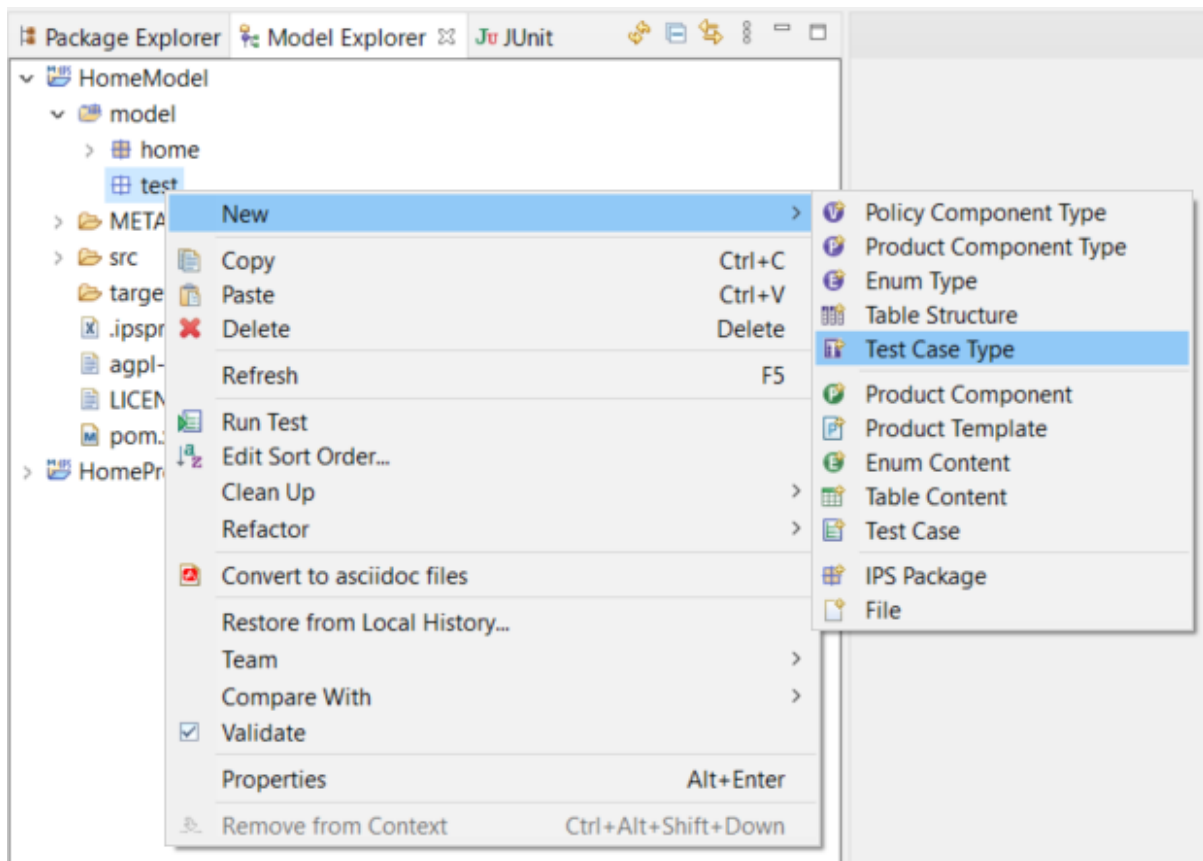 Package Explorer Model Explorer JUnit
HomeModel
model
home
test
META
src
targe
.ipspr
agpl-
LICEN
pom.
HomePr
New
Copy Ctrl+C
Paste Ctrl+V
Delete Delete
Refresh F5
Run Test
Edit Sort Order...
Clean Up
Refactor
Convert to asciidoc files
Restore from Local History...
Team
Compare With
Validate
Properties Alt+Enter
Remove from Context Ctrl+Alt+Shift+Down
Policy Component Type
Product Component Type
Enum Type
Table Structure
Test Case Type
Product Component
Product Template
Enum Content
Table Content
Test Case
IPS Package
File